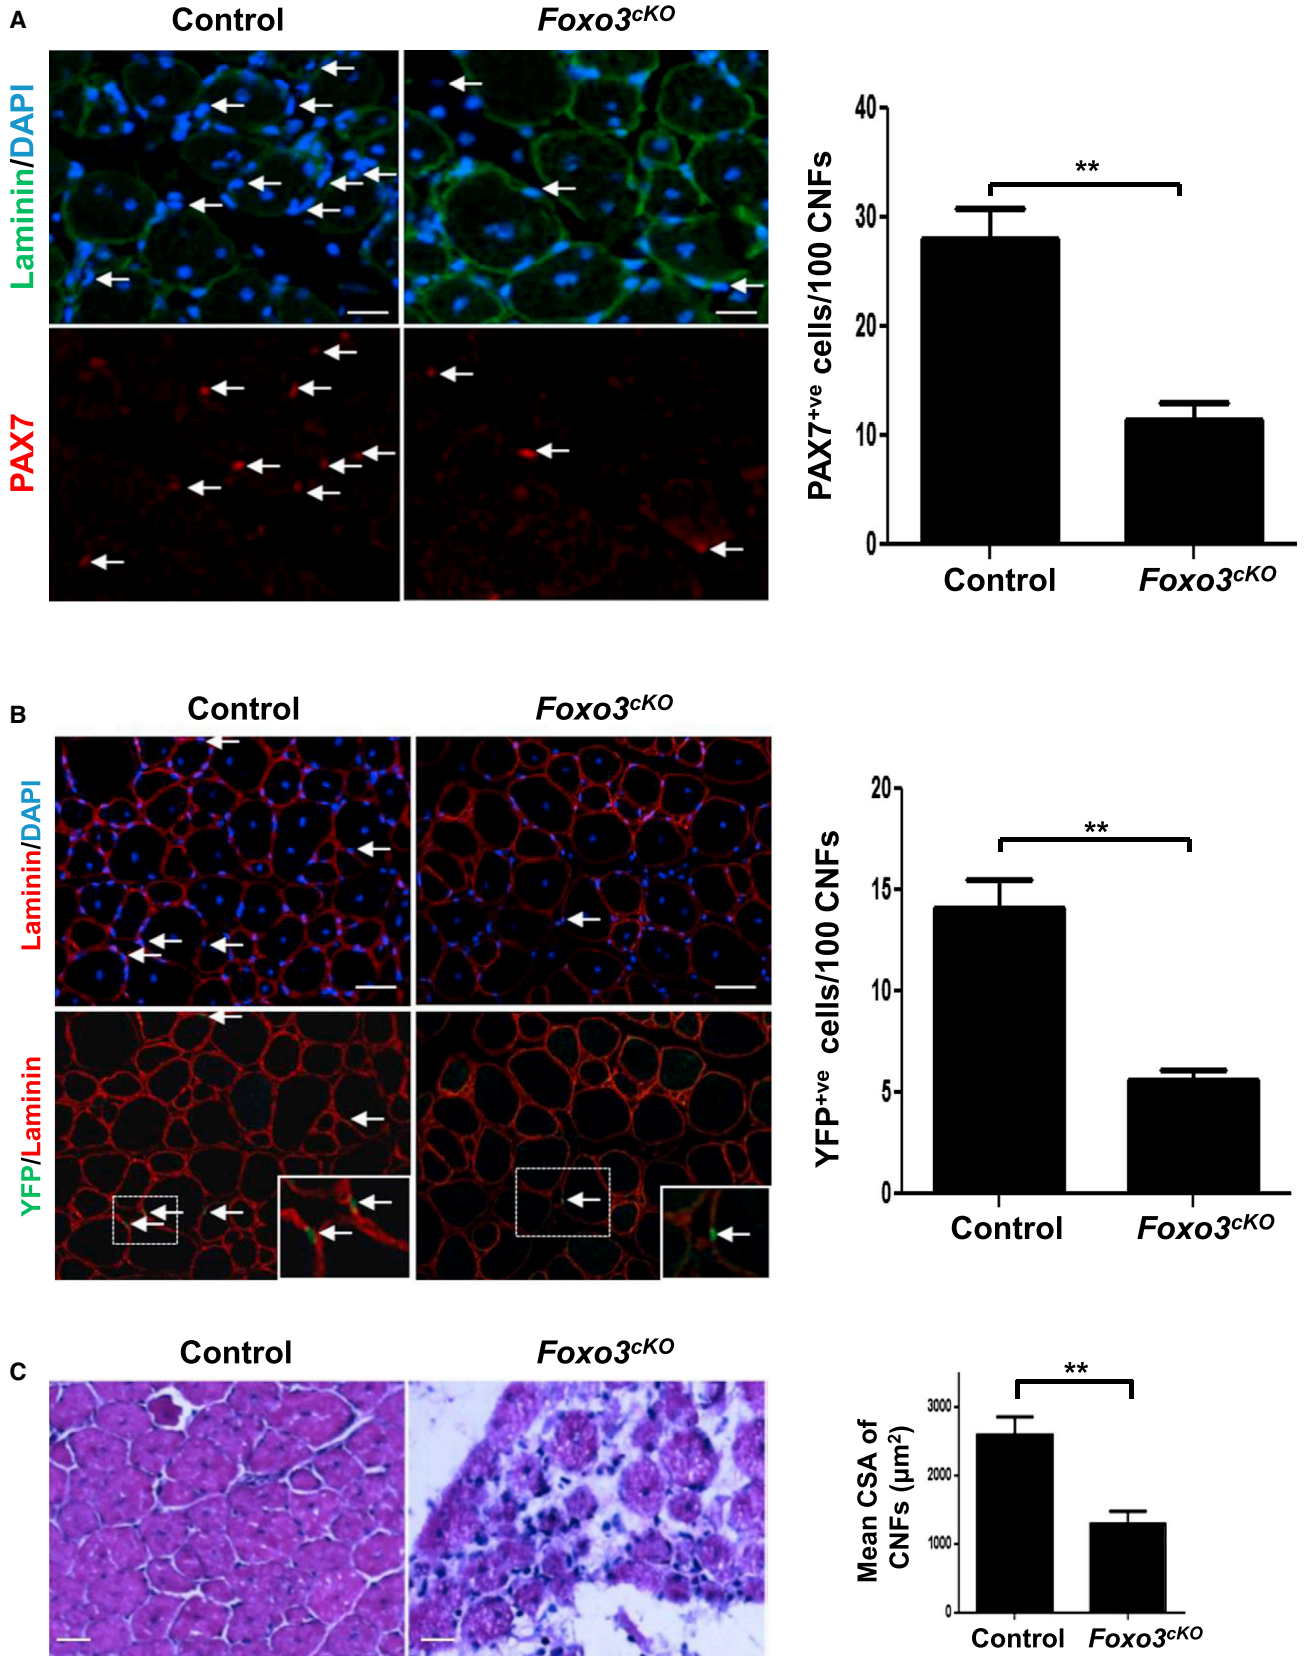 A
Control
Foxo3cKO
Laminin/DAPI
PAX7
PAX7+ve cells/100 CNFs
40
30
20
10
0
**
Control
Foxo3cKO
B
Control
Foxo3cKO
Laminin/DAPI
YFP/Laminin
YFP+ve cells/100 CNFs
20
15
10
5
0
**
Control
Foxo3cKO
C
Control
Foxo3cKO
Mean CSA of
CNFs (μm2)
3000
2000
1000
0
**
Control
Foxo3cKO